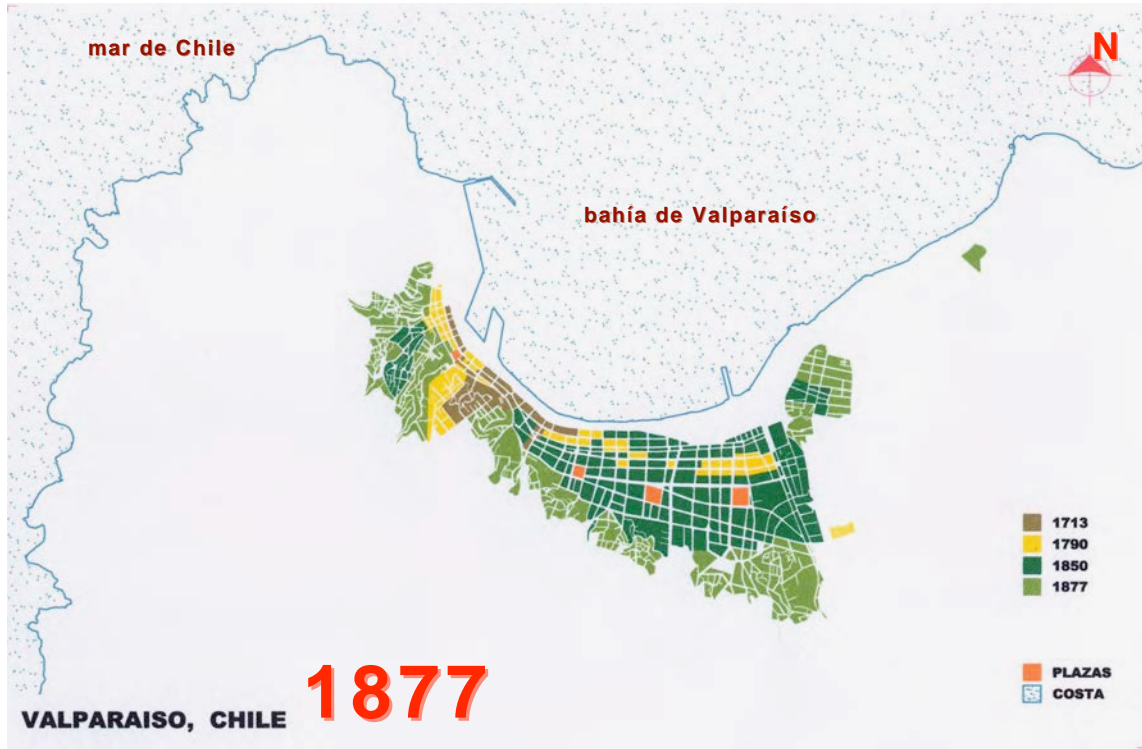 mar de Chile
N
bahía de Valparaíso
1713
1790
1850
1877
PLAZAS
COSTA
VALPARAISO, CHILE
1877